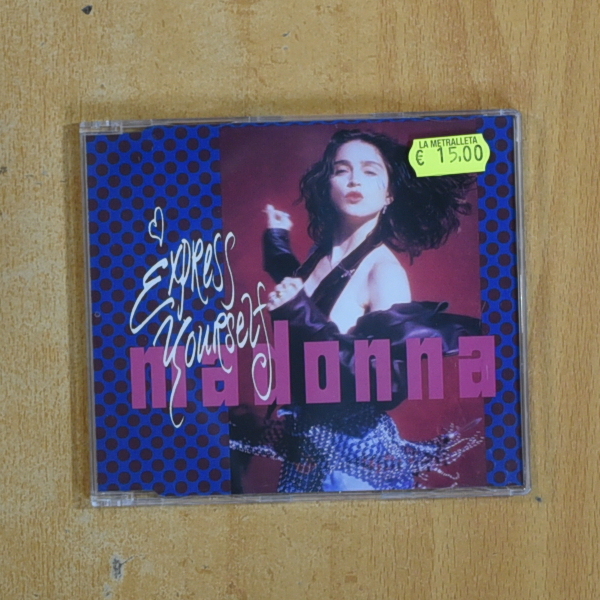 LA METRALLETA
€ 15,00
Express
Yourself
madonna